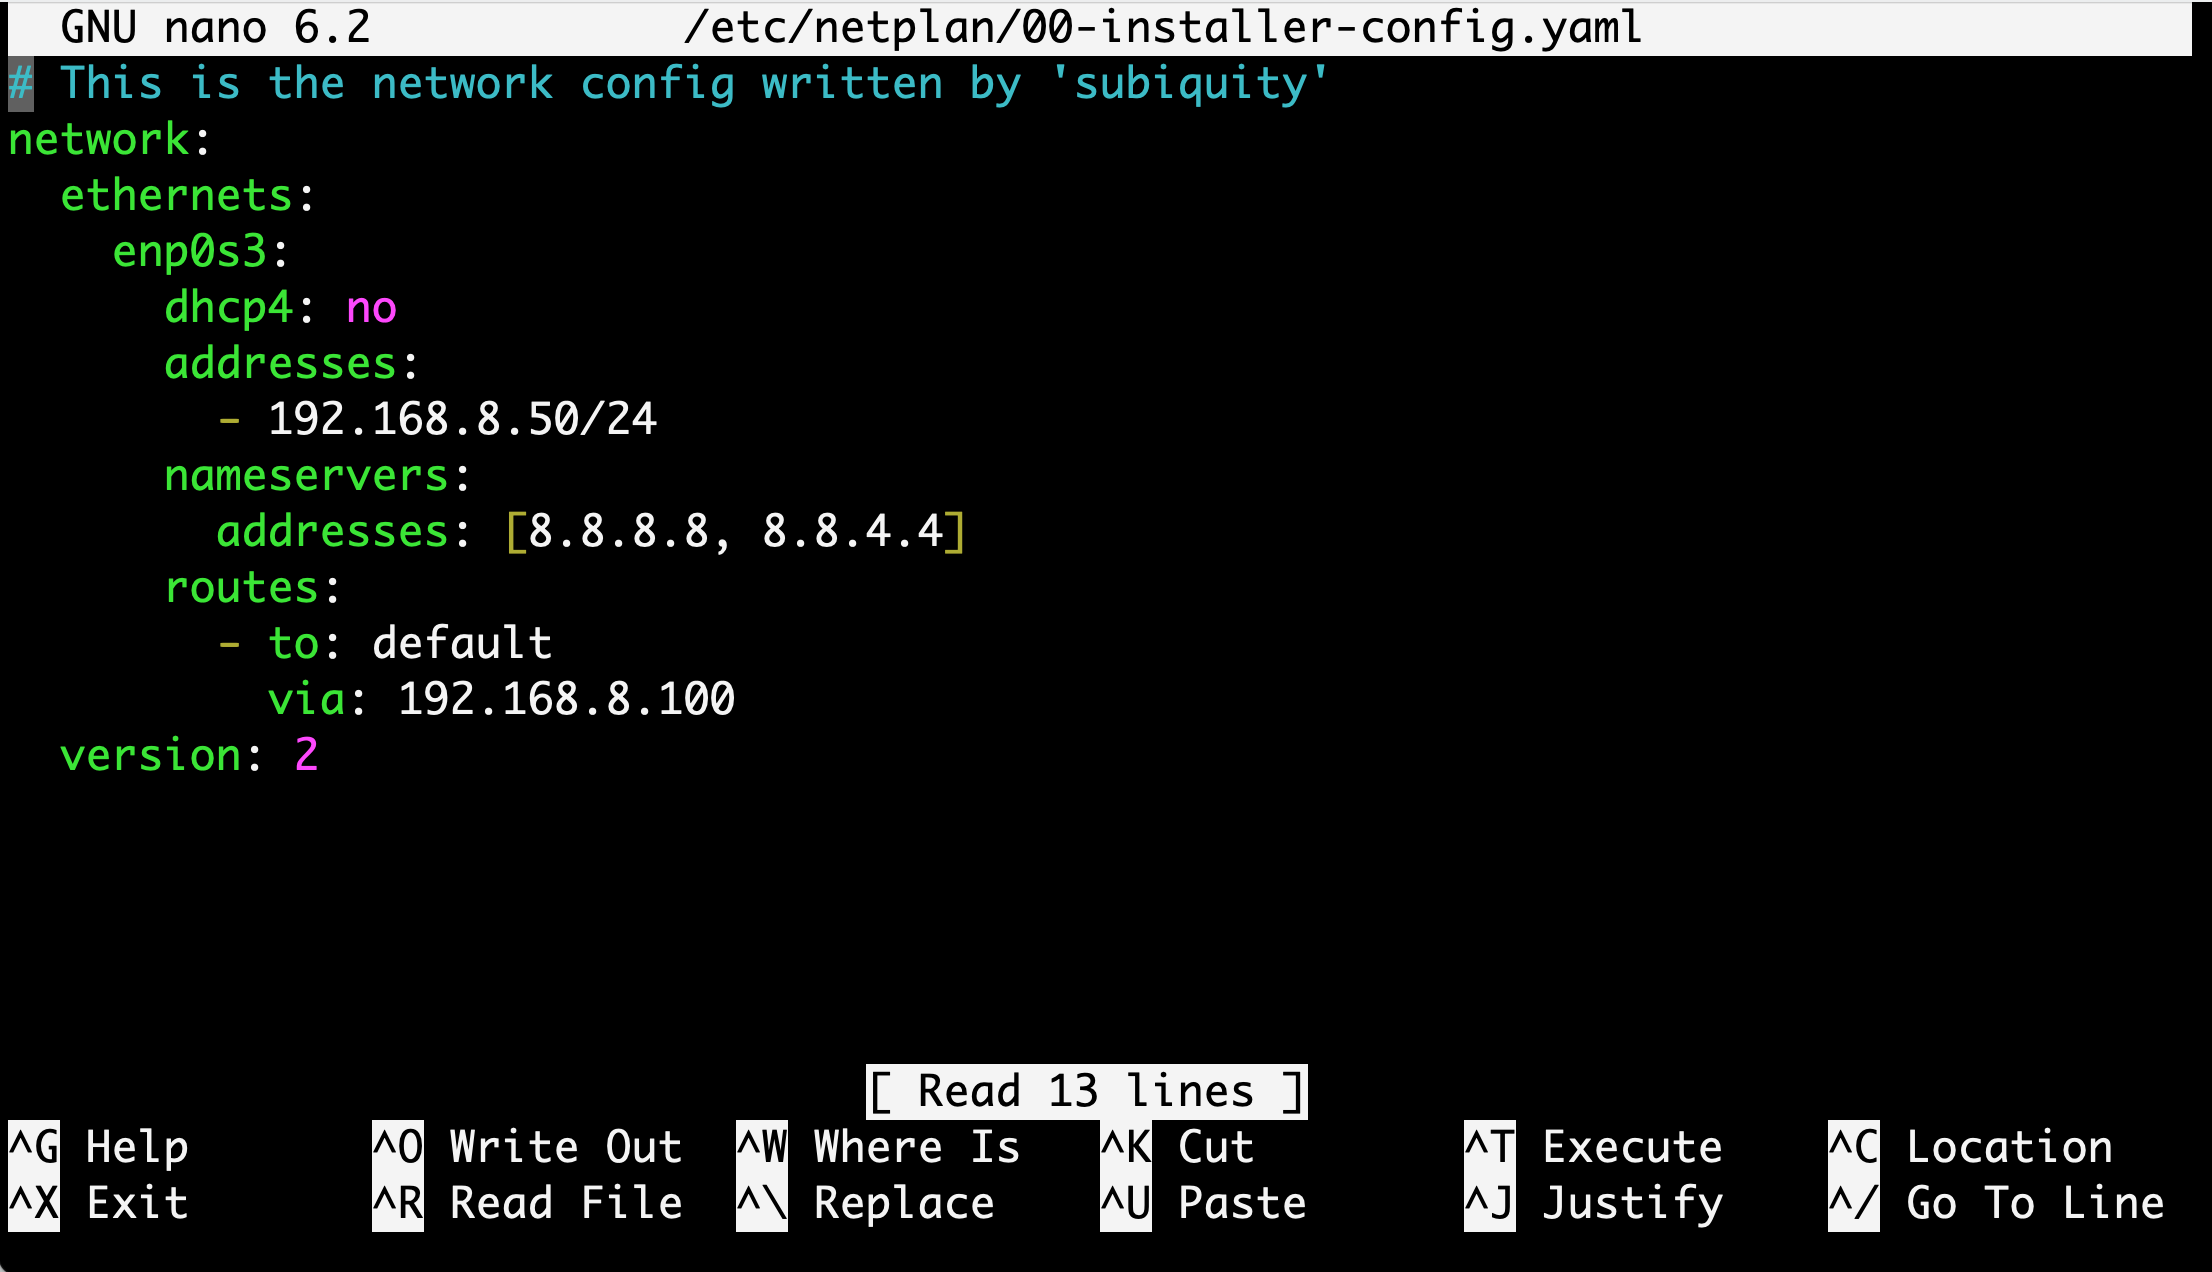 GNU nano 6.2 /etc/netplan/00-installer-config.yaml
# This is the network config written by 'subiquity'
network:
  ethernets:
    enp0s3:
      dhcp4: no
      addresses:
        - 192.168.8.50/24
      nameservers:
        addresses: [8.8.8.8, 8.8.4.4]
      routes:
        - to: default
          via: 192.168.8.100
  version: 2
[ Read 13 lines ]
^G Help ^O Write Out ^W Where Is ^K Cut ^T Execute ^C Location
^X Exit ^R Read File ^\ Replace ^U Paste ^J Justify ^/ Go To Line